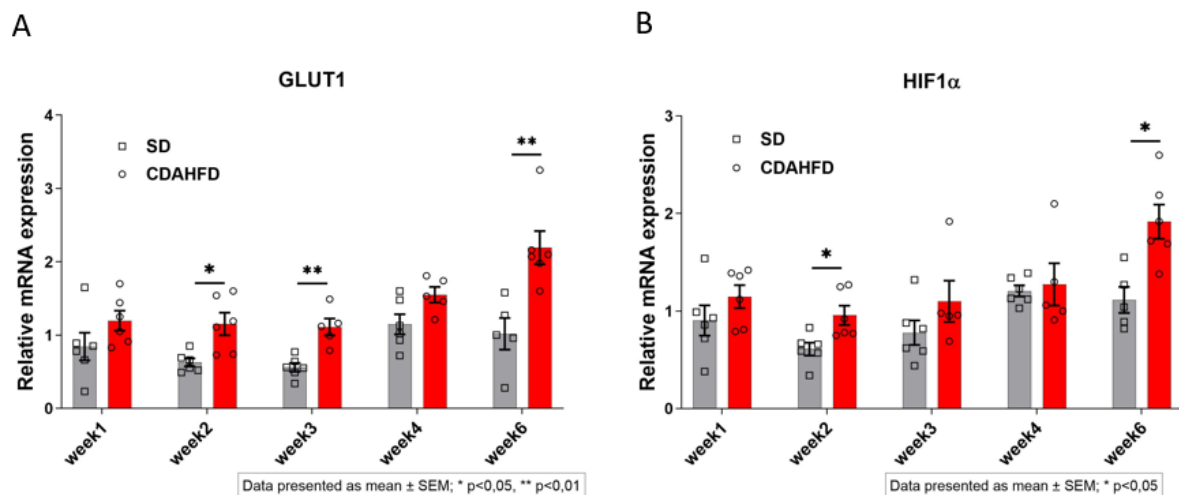 A
GLUT1
Relative mRNA expression
4
3
2
1
0
SD
CDAHFD
*
**
**
week1
week2
week3
week4
week6
Data presented as mean ± SEM; * p<0,05, ** p<0,01
B
HIF1α
Relative mRNA expression
3
2
1
0
SD
CDAHFD
*
*
week1
week2
week3
week4
week6
Data presented as mean ± SEM; * p<0,05